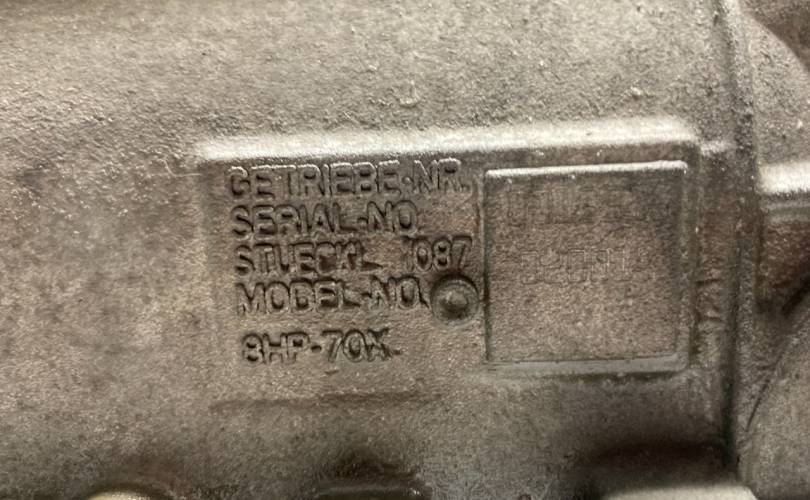 GETRIEBE-NR.
SERIAL-NO.
STUECKL. 1087
MODEL-NO.
8HP-70X